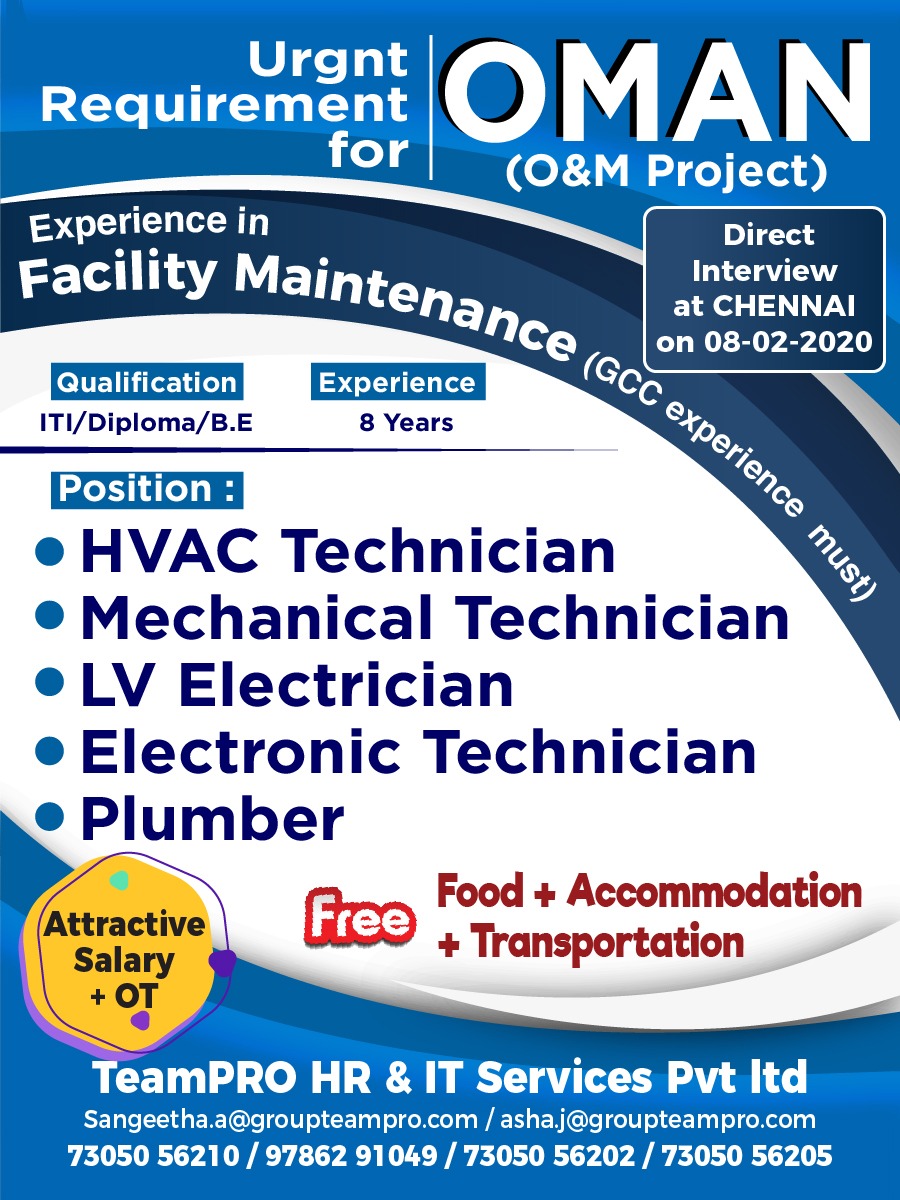 Urgnt
Requirement
for
OMAN
(O&M Project)
Experience in
Facility Maintenance (GCC experience must)
Direct
Interview
at CHENNAI
on 08-02-2020
Qualification
ITI/Diploma/B.E
Experience
8 Years
Position :
• HVAC Technician
• Mechanical Technician
• LV Electrician
• Electronic Technician
• Plumber
Attractive
Salary
+ OT
Free
Food + Accommodation
+ Transportation
TeamPRO HR & IT Services Pvt ltd
Sangeetha.a@groupteampro.com / asha.j@groupteampro.com
73050 56210 / 97862 91049 / 73050 56202 / 73050 56205